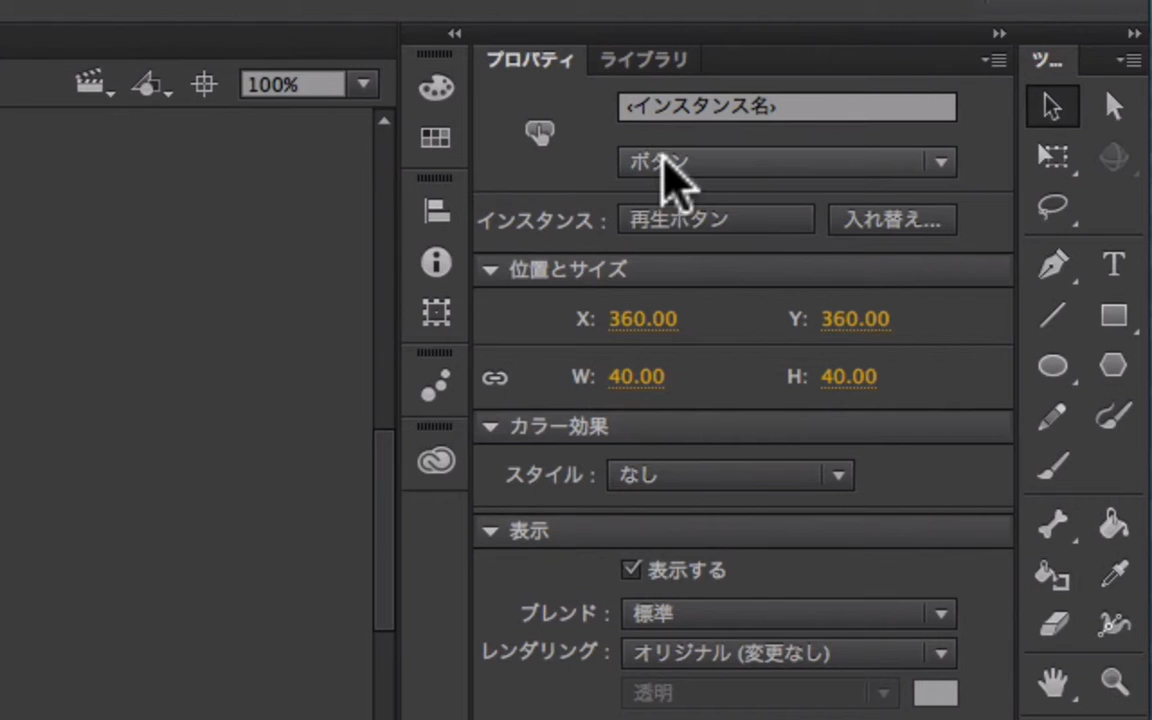 プロパティ ライブラリ ツ...
100%
‹インスタンス名›
ボタン
インスタンス : 再生ボタン 入れ替え...
位置とサイズ
X: 360.00 Y: 360.00
W: 40.00 H: 40.00
カラー効果
スタイル : なし
表示
表示する
ブレンド : 標準
レンダリング : オリジナル (変更なし)
透明